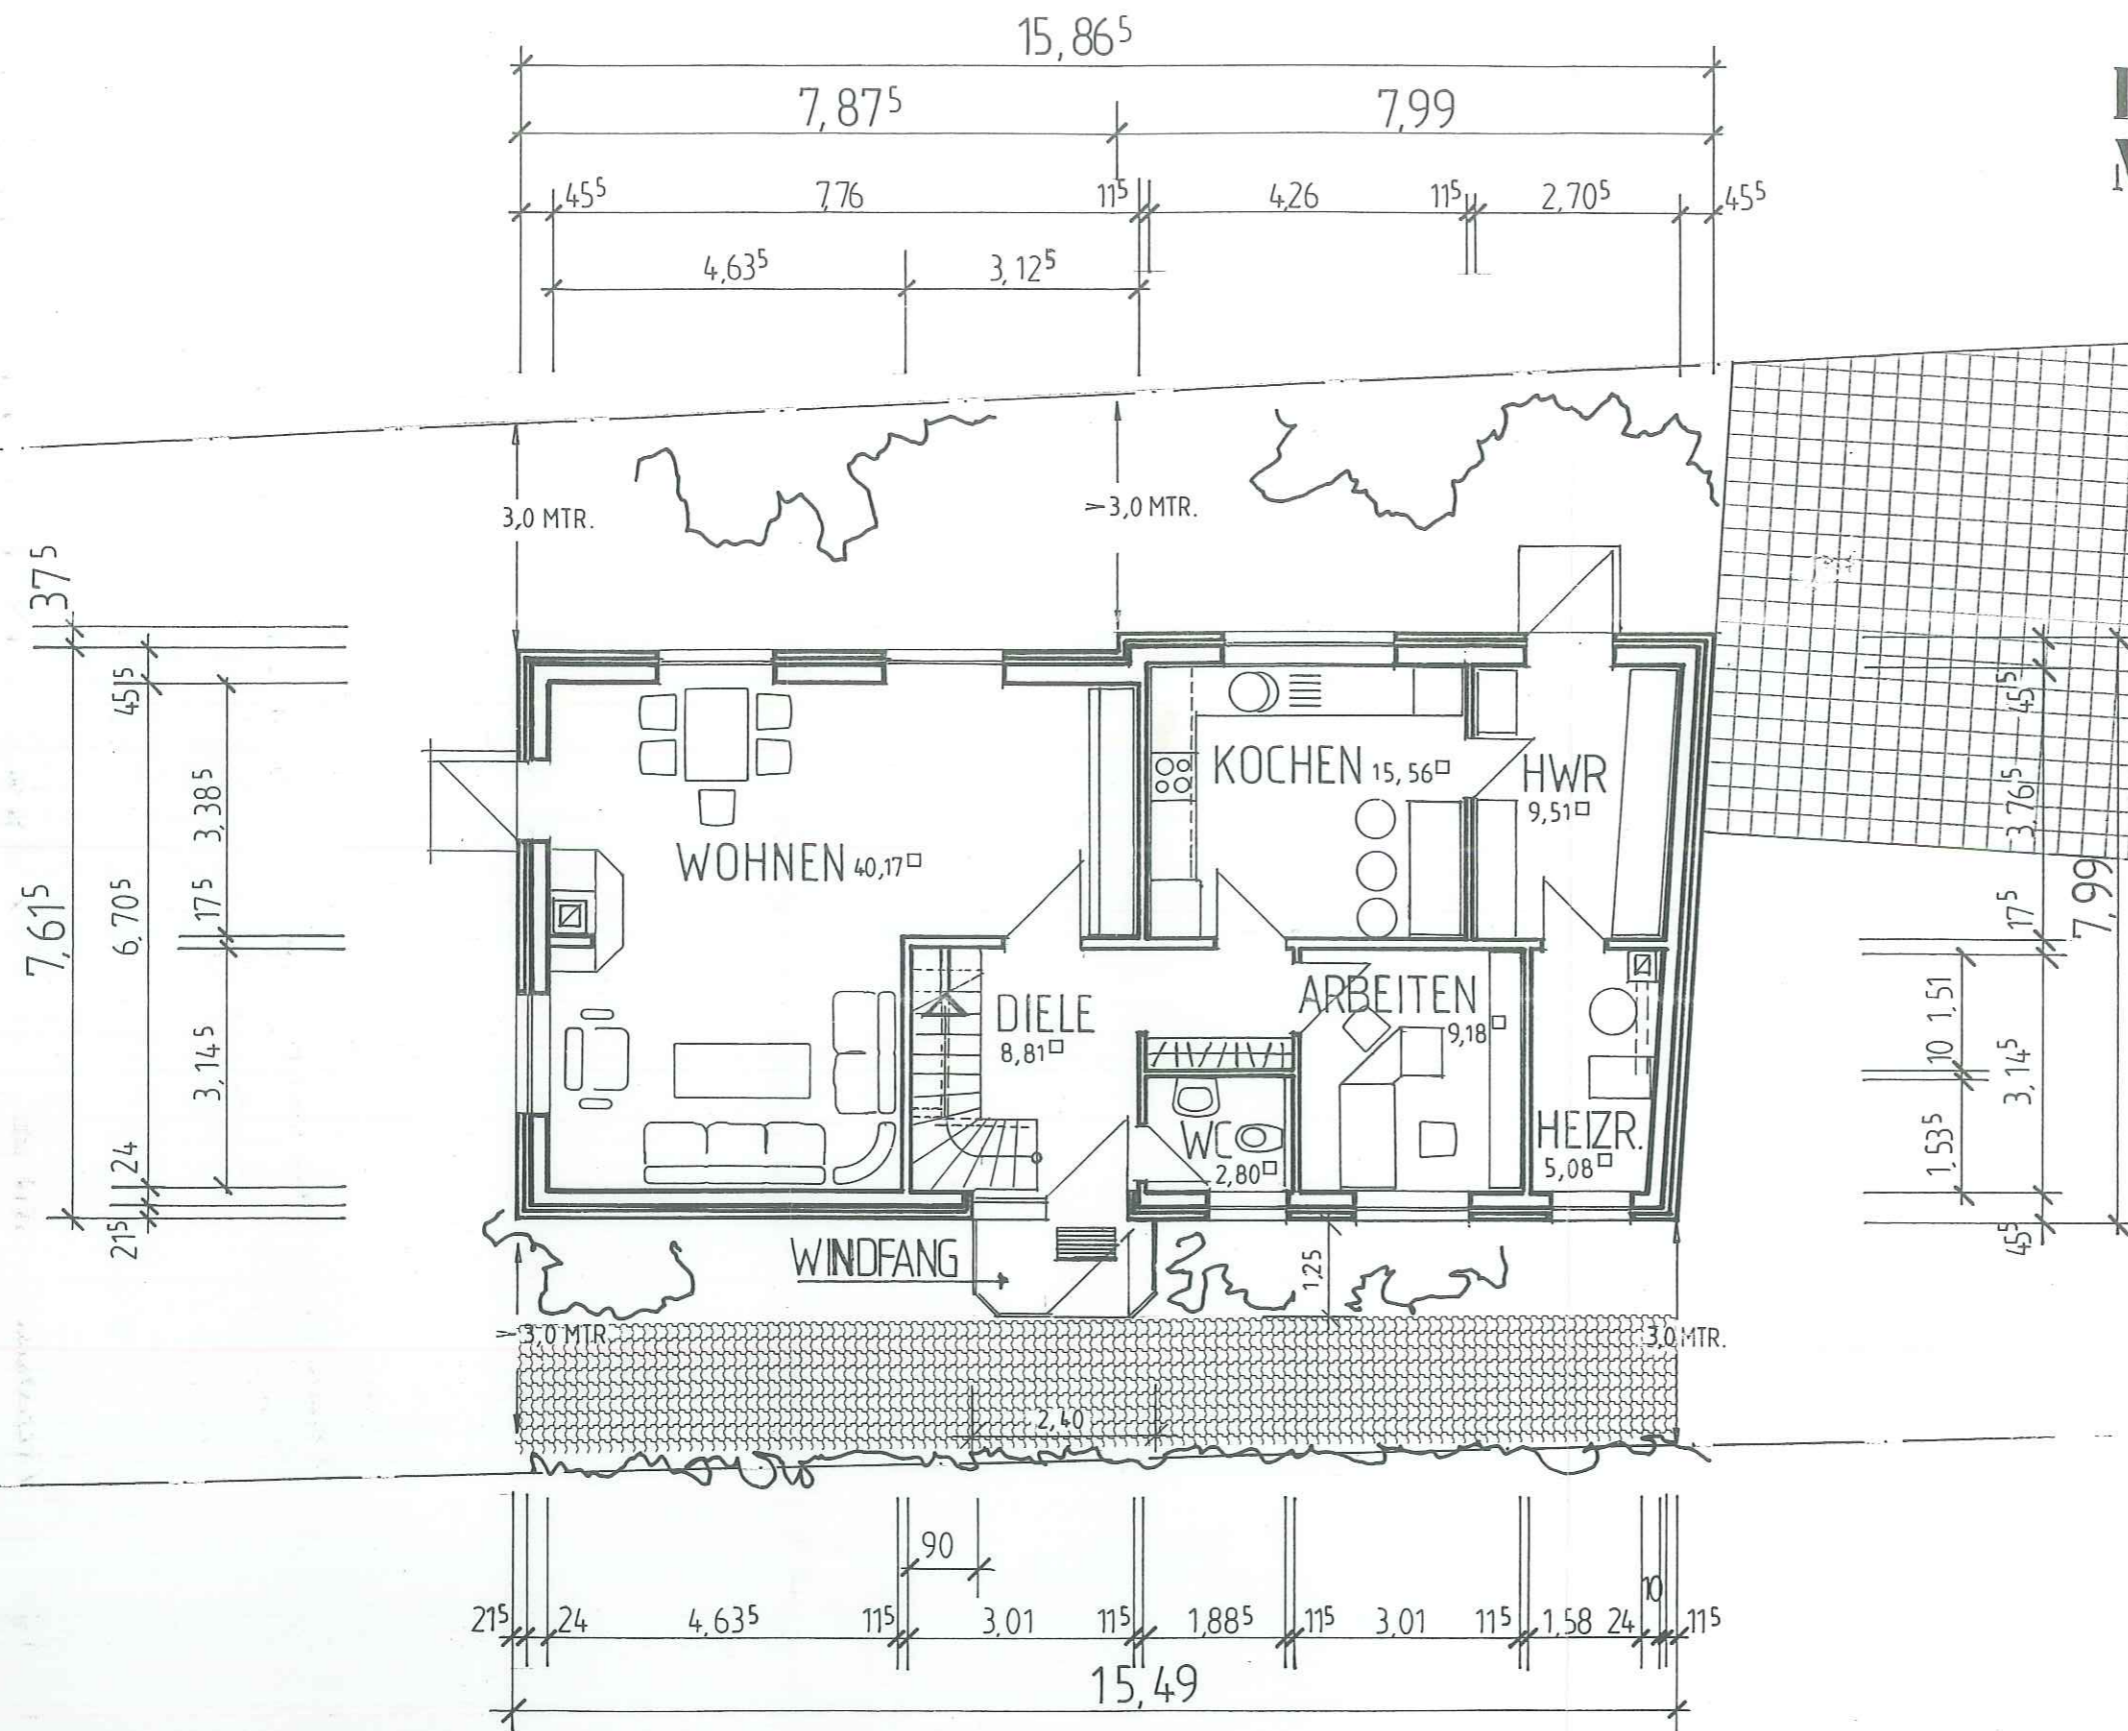 15,86⁵
7,87⁵ 7,99
45⁵ 7,76 11⁵ 4,26 11⁵ 2,70⁵ 45⁵
4,63⁵ 3,12⁵
3,0 MTR. >3,0 MTR.
37⁵
7,61⁵
45⁵
6,70⁵
24
21⁵
3,38⁵
17⁵
3,14⁵
KOCHEN 15,56□
HWR
9,51□
WOHNEN 40,17□
DIELE
8,81□
ARBEITEN
9,18□
WC
2,80□
HEIZR.
5,08□
WINDFANG
1,25
>3,0 MTR. 3,0 MTR.
2,40
45⁵
3,76⁵
17⁵
3,14⁵
45⁵
7,99
1,51
10
1,53⁵
90
21⁵ 24 4,63⁵ 11⁵ 3,01 11⁵ 1,88⁵ 11⁵ 3,01 11⁵ 1,58 24 10 11⁵
15,49